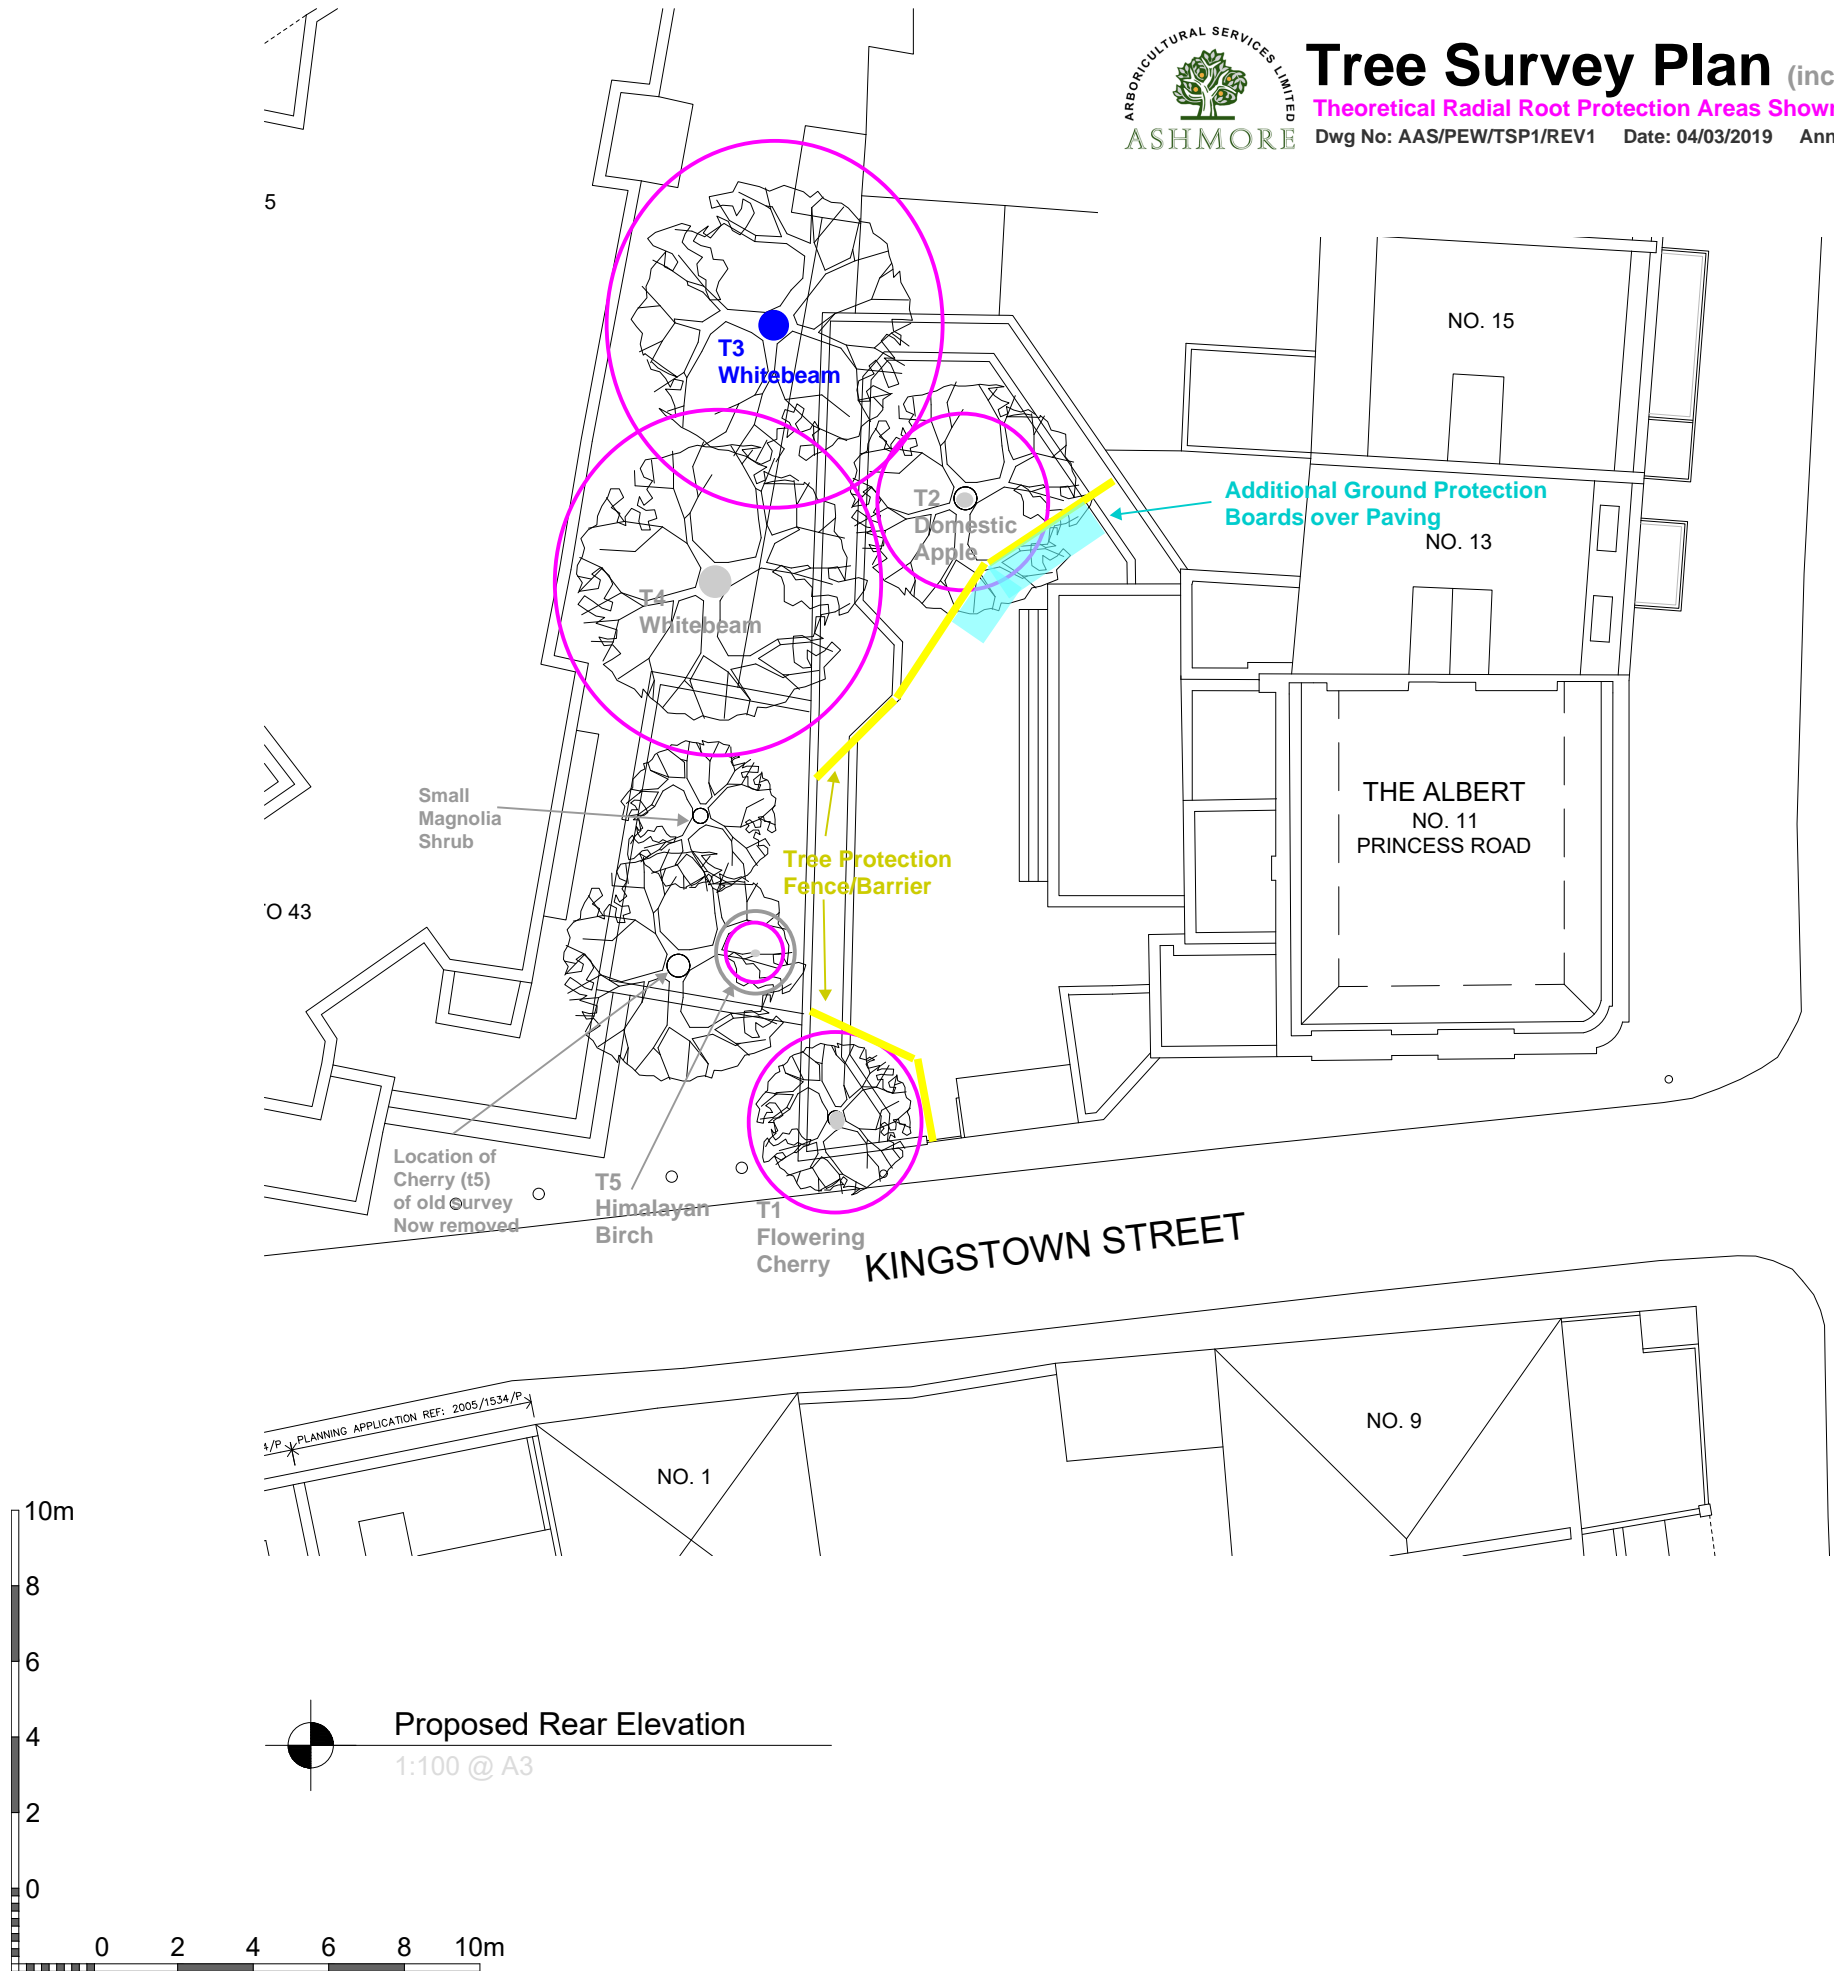 ARBORICULTURAL SERVICES LIMITED
ASHMORE
Tree Survey Plan (inc
Theoretical Radial Root Protection Areas Shown
Dwg No: AAS/PEW/TSP1/REV1 Date: 04/03/2019 Ann
5
NO. 15
T3
Whitebeam
T2
Domestic
Apple
Additional Ground Protection
Boards over Paving
NO. 13
T4
Whitebeam
Small
Magnolia
Shrub
THE ALBERT
NO. 11
PRINCESS ROAD
Tree Protection
Fence/Barrier
TO 43
Location of
Cherry (t5)
of old survey
Now removed
T5
Himalayan
Birch
T1
Flowering
Cherry
KINGSTOWN STREET
4/P
PLANNING APPLICATION REF: 2005/1534/P
NO. 1
NO. 9
10m
8
6
4
2
0
Proposed Rear Elevation
1:100 @ A3
0 2 4 6 8 10m